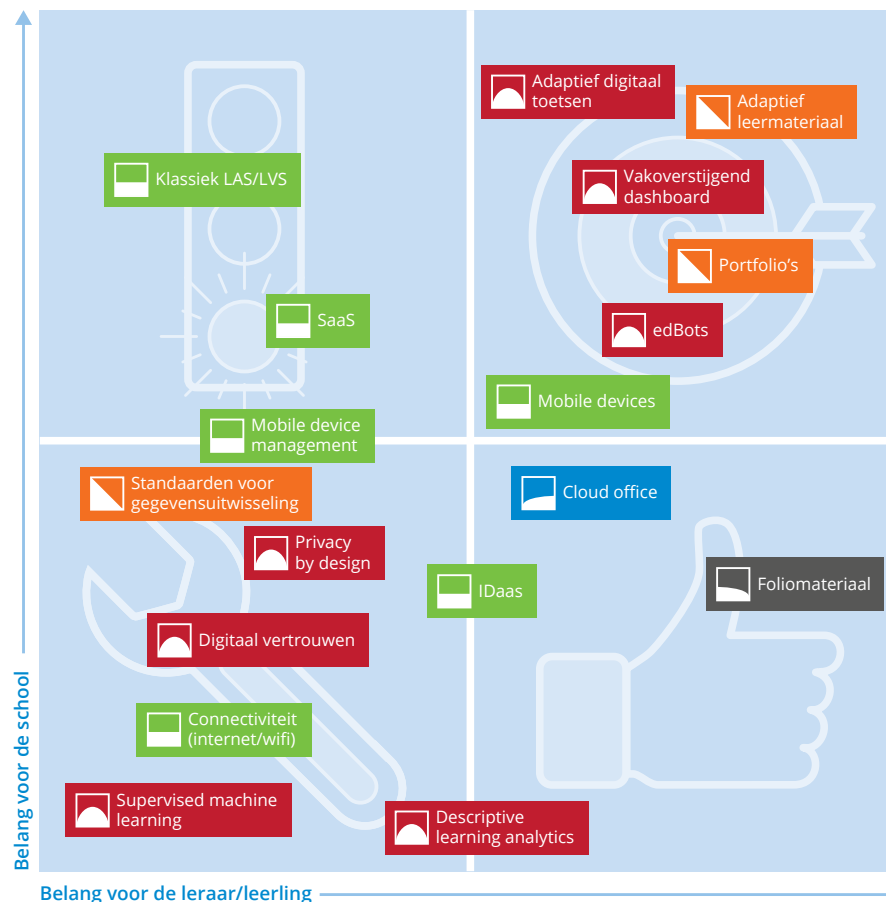 Adaptief digitaal
toetsen
Adaptief
leermateriaal
Klassiek LAS/LVS
Vakoverstijgend
dashboard
Portfolio's
SaaS
edBots
Mobile devices
Mobile device
management
Standaarden voor
gegevensuitwisseling
Cloud office
Privacy
by design
IDaas
Foliomateriaal
Digitaal vertrouwen
Connectiviteit
(internet/wifi)
Supervised machine
learning
Descriptive
learning analytics
Belang voor de school
Belang voor de leraar/leerling